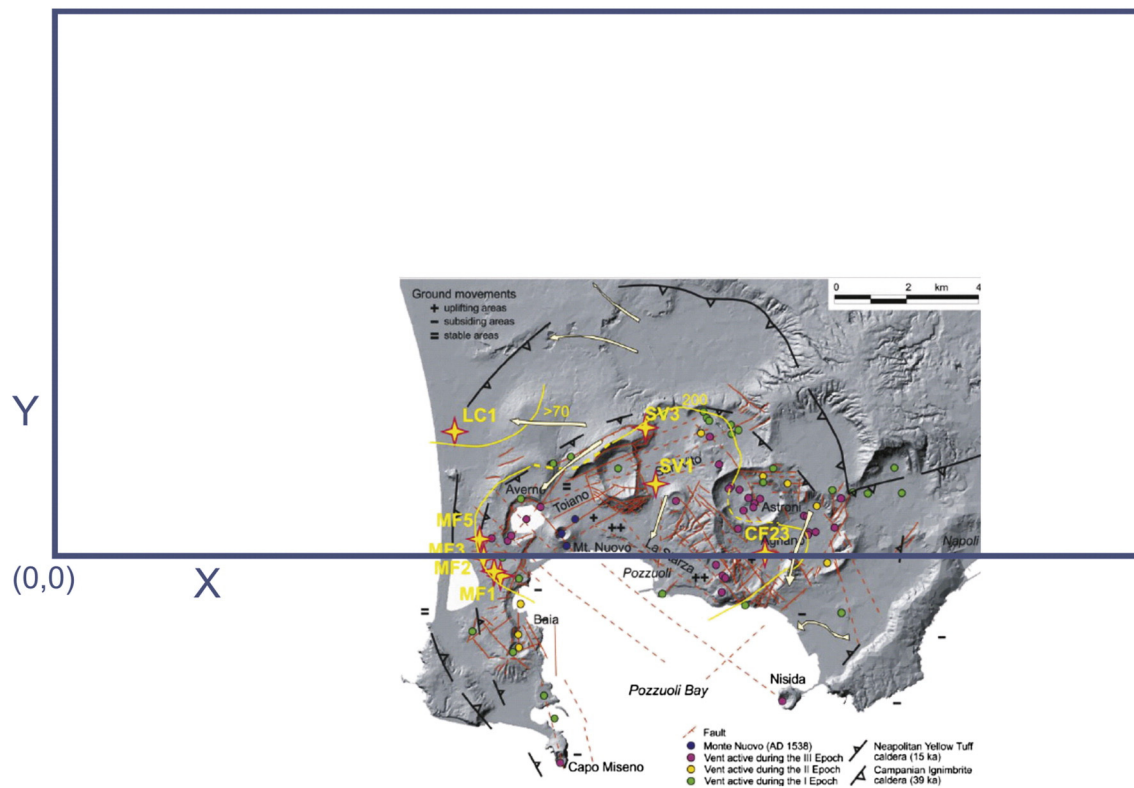 Ground movements
+ uplifting areas
− subsiding areas
= stable areas
0 2 km 4
Y
LC1
>70
200
SV3
SV1
Averno
Toiano
Astroni
MF5
Agnano
CF23
MF3
Mt. Nuovo
Napoli
(0,0)
X
MF2
Pozzuoli
MF1
Baia
Nisida
Pozzuoli Bay
Fault
Monte Nuovo (AD 1538)
Vent active during the III Epoch
Vent active during the II Epoch
Vent active during the I Epoch
Neapolitan Yellow Tuff
caldera (15 ka)
Campanian Ignimbrite
caldera (39 ka)
Capo Miseno